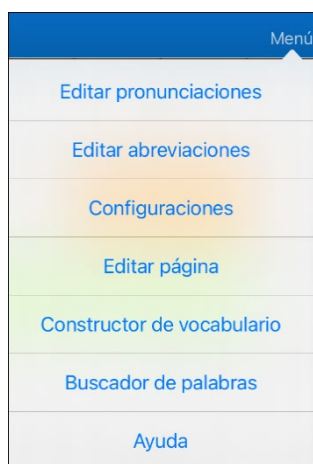 Menú
Editar pronunciaciones
Editar abreviaciones
Configuraciones
Editar página
Constructor de vocabulario
Buscador de palabras
Ayuda